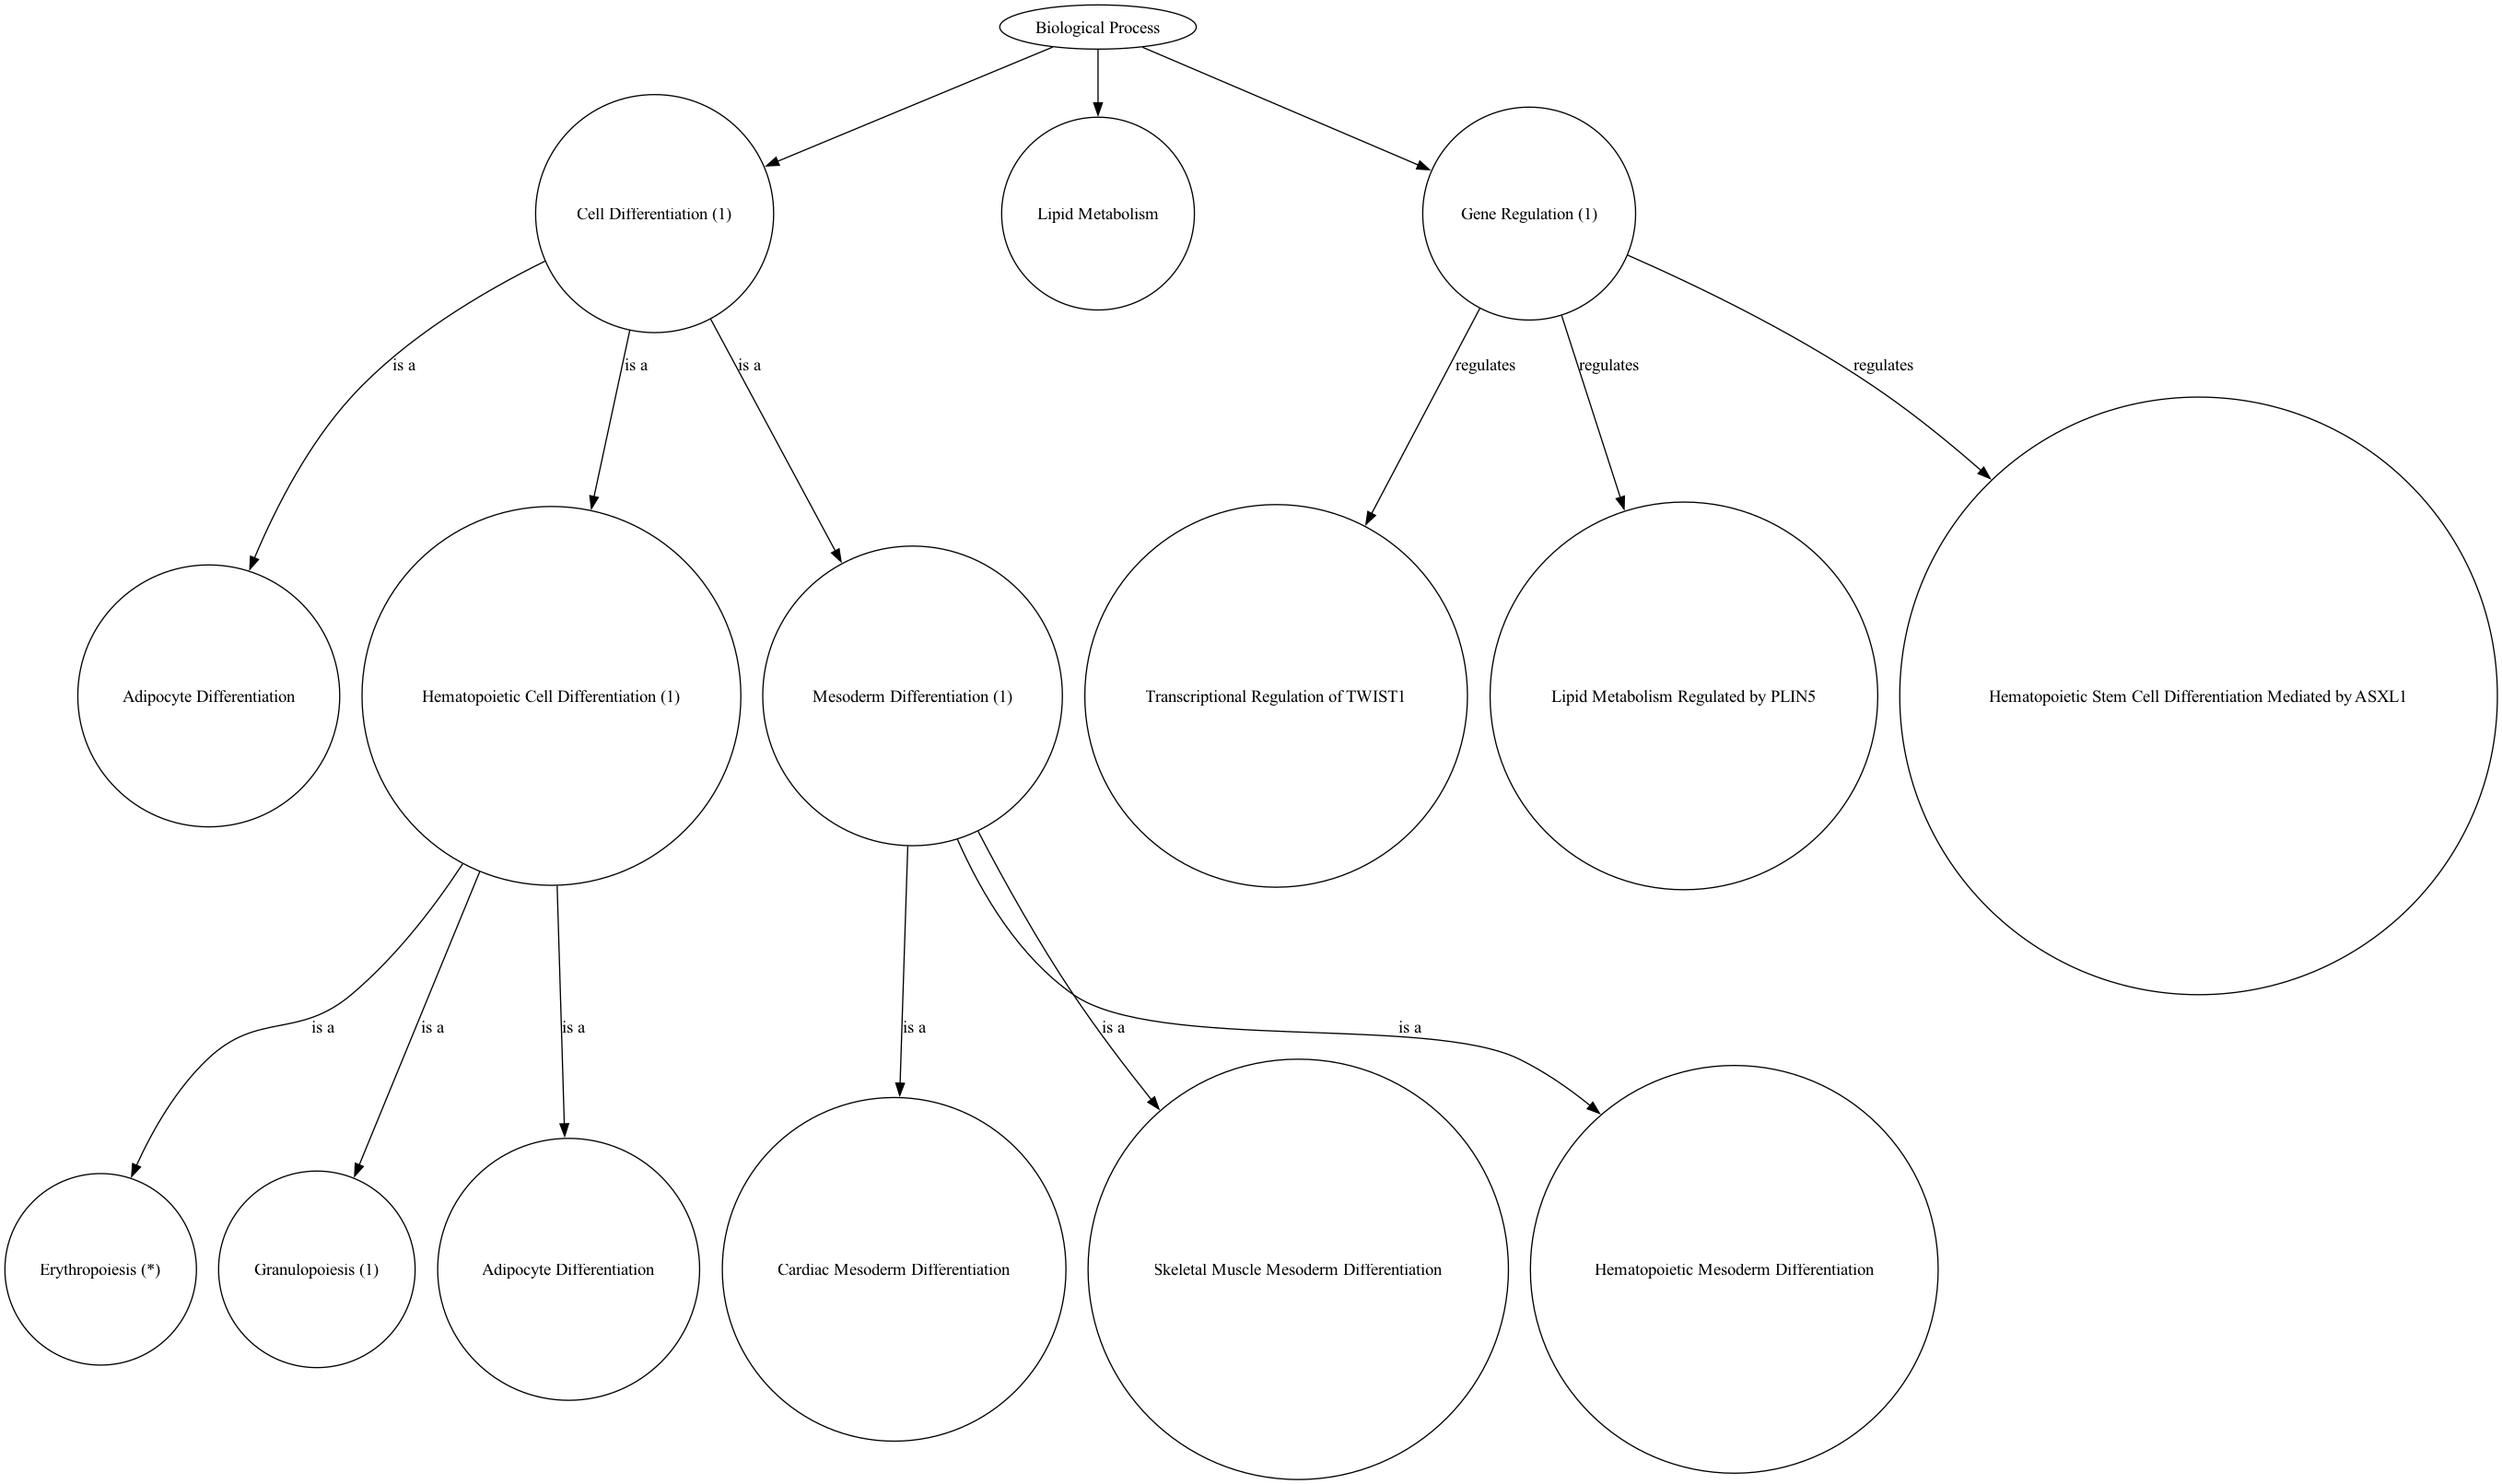 Biological Process
Cell Differentiation (1)
Lipid Metabolism
Gene Regulation (1)
is a
is a
is a
regulates
regulates
regulates
Adipocyte Differentiation
Hematopoietic Cell Differentiation (1)
Mesoderm Differentiation (1)
Transcriptional Regulation of TWIST1
Lipid Metabolism Regulated by PLIN5
Hematopoietic Stem Cell Differentiation Mediated by ASXL1
is a
is a
is a
is a
is a
is a
Erythropoiesis (*)
Granulopoiesis (1)
Adipocyte Differentiation
Cardiac Mesoderm Differentiation
Skeletal Muscle Mesoderm Differentiation
Hematopoietic Mesoderm Differentiation